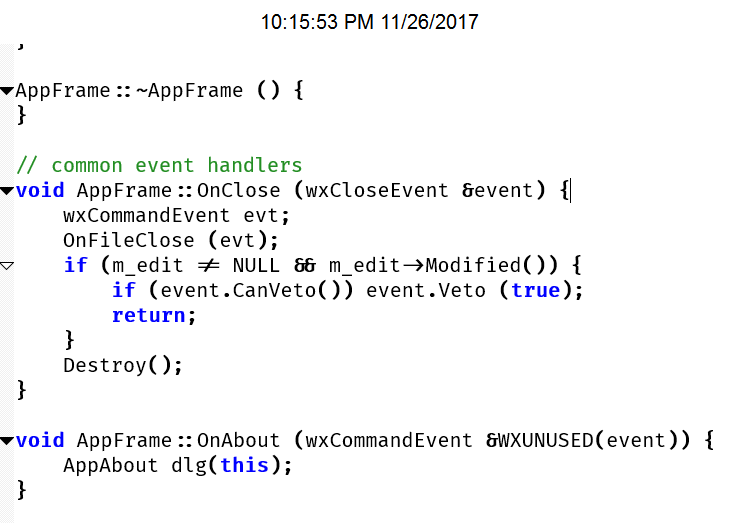 10:15:53 PM 11/26/2017
}
AppFrame::~AppFrame () {
}
// common event handlers
void AppFrame::OnClose (wxCloseEvent &event) {
    wxCommandEvent evt;
    OnFileClose (evt);
    if (m_edit != NULL && m_edit->Modified()) {
        if (event.CanVeto()) event.Veto (true);
        return;
    }
    Destroy();
}
void AppFrame::OnAbout (wxCommandEvent &WXUNUSED(event)) {
    AppAbout dlg(this);
}